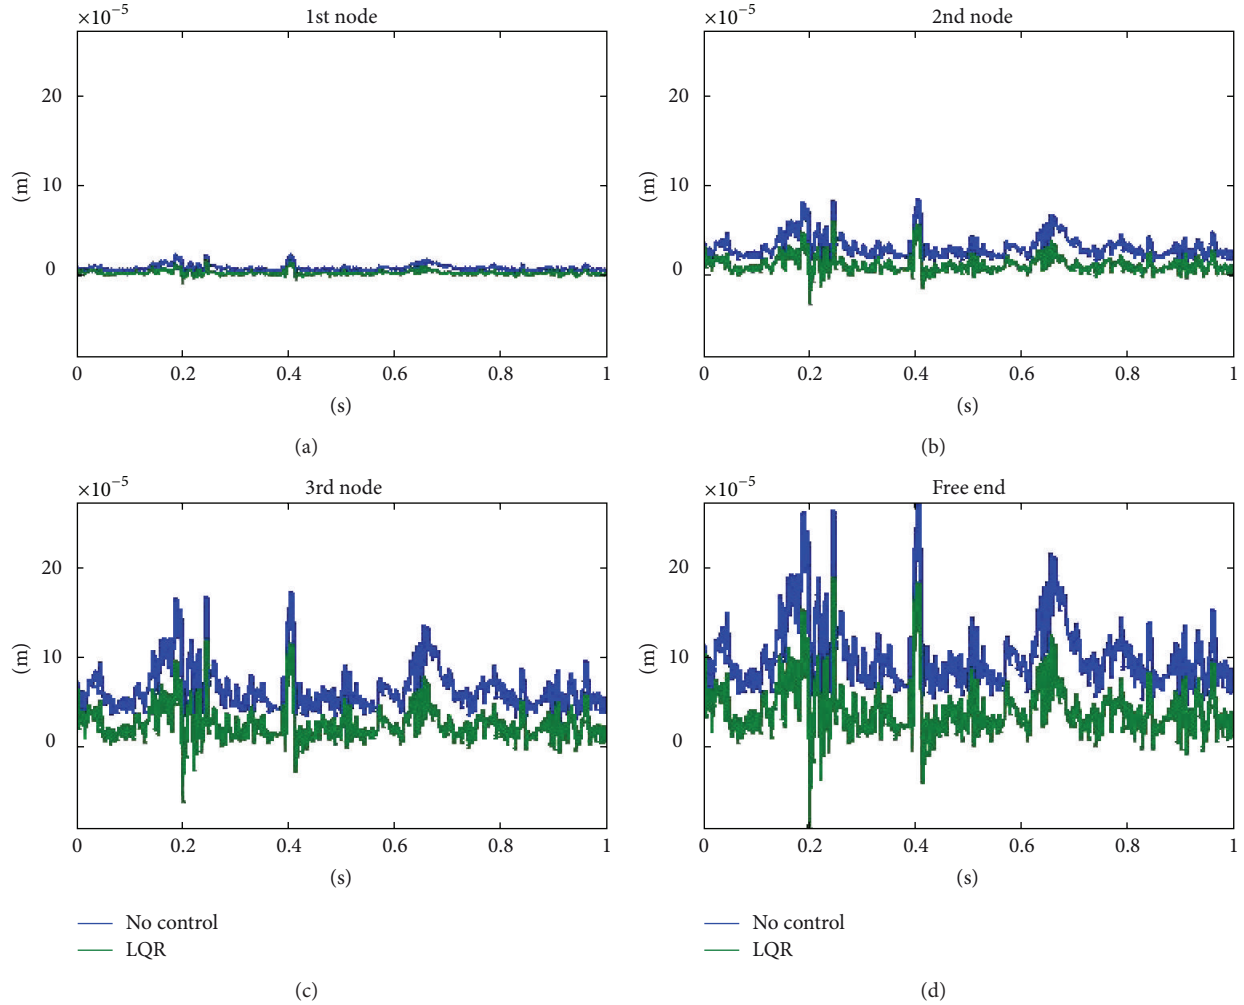 ×10⁻⁵ 1st node
20
10
0
(m)
0 0.2 0.4 0.6 0.8 1
(s)
(a)
×10⁻⁵ 2nd node
20
10
0
(m)
0 0.2 0.4 0.6 0.8 1
(s)
(b)
×10⁻⁵ 3rd node
20
10
0
(m)
0 0.2 0.4 0.6 0.8 1
(s)
No control
LQR
(c)
×10⁻⁵ Free end
20
10
0
(m)
0 0.2 0.4 0.6 0.8 1
(s)
No control
LQR
(d)